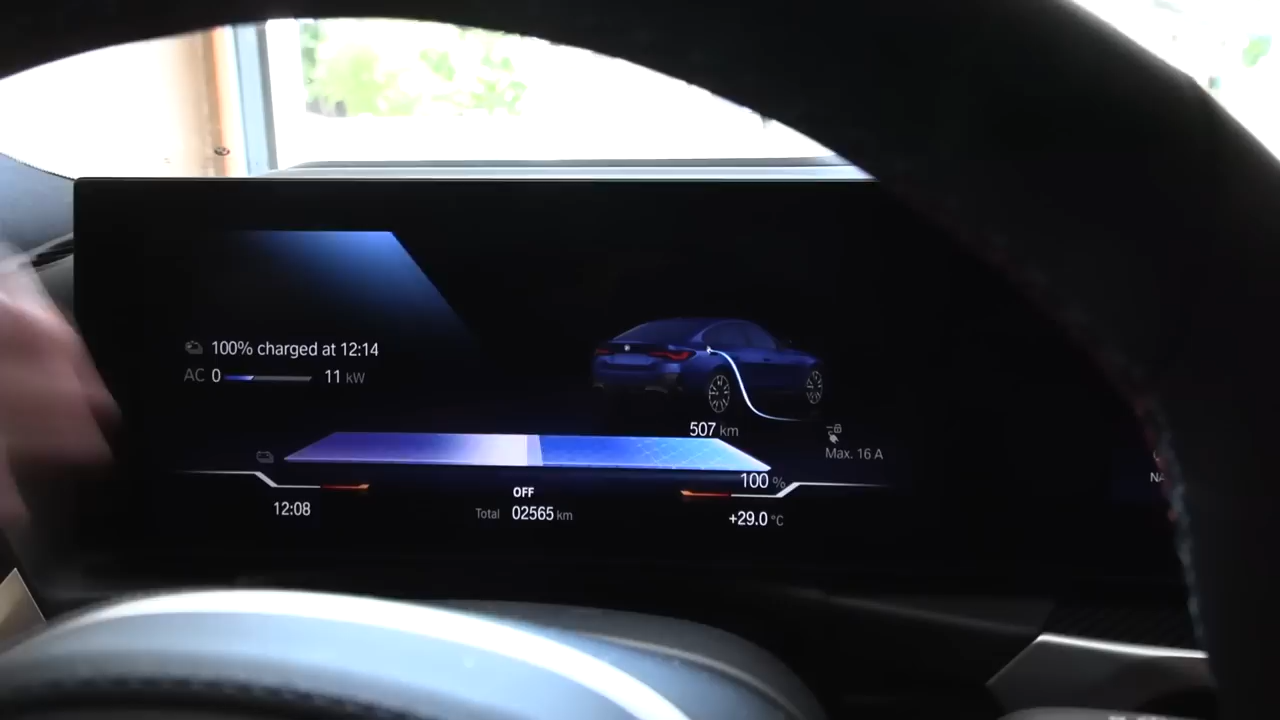 100% charged at 12:14
AC 0 11 kW
507 km
Max. 16 A
100 %
OFF
12:08
Total 02565 km
+29.0 °C
NA